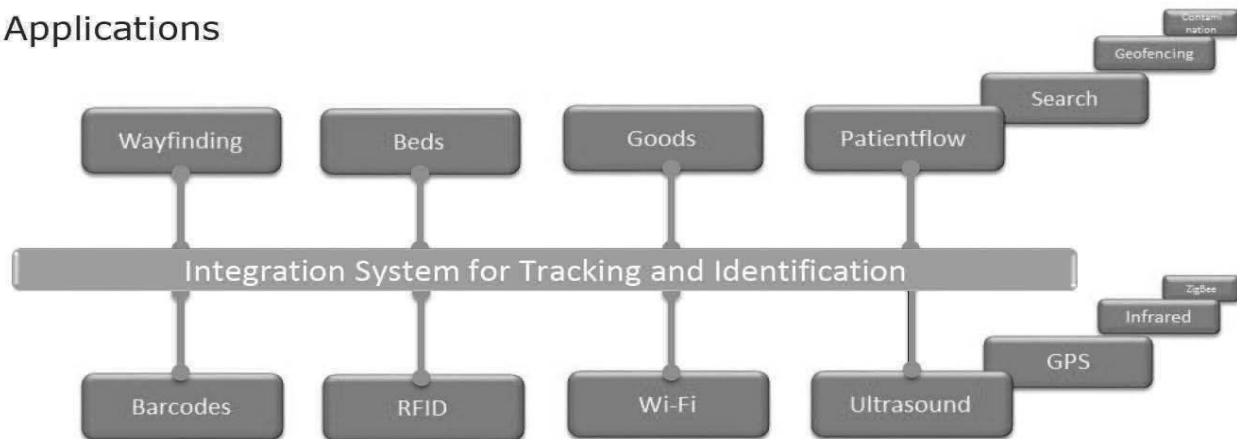 Applications
Contami
nation
Geofencing
Search
Wayfinding
Beds
Goods
Patientflow
Integration System for Tracking and Identification
ZigBee
Infrared
GPS
Barcodes
RFID
Wi-Fi
Ultrasound